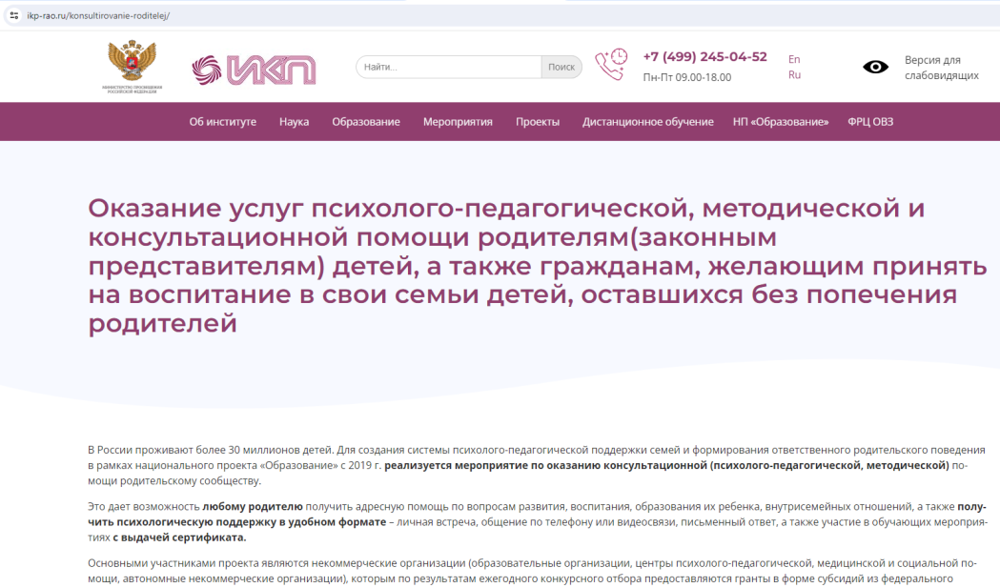 ikp-rao.ru/konsultirovanie-roditelej/
МИНИСТЕРСТВО ПРОСВЕЩЕНИЯ
РОССИЙСКОЙ ФЕДЕРАЦИИ
ИКП
Найти...
Поиск
+7 (499) 245-04-52
Пн-Пт 09.00-18.00
En
Ru
Версия для
слабовидящих
Об институте Наука Образование Мероприятия Проекты Дистанционное обучение НП «Образование» ФРЦ ОВЗ
Оказание услуг психолого-педагогической, методической и
консультационной помощи родителям(законным
представителям) детей, а также гражданам, желающим принять
на воспитание в свои семьи детей, оставшихся без попечения
родителей
В России проживают более 30 миллионов детей. Для создания системы психолого-педагогической поддержки семей и формирования ответственного родительского поведения
в рамках национального проекта «Образование» с 2019 г. реализуется мероприятие по оказанию консультационной (психолого-педагогической, методической) по-
мощи родительскому сообществу.
Это дает возможность любому родителю получить адресную помощь по вопросам развития, воспитания, образования их ребенка, внутрисемейных отношений, а также полу-
чить психологическую поддержку в удобном формате – личная встреча, общение по телефону или видеосвязи, письменный ответ, а также участие в обучающих мероприя-
тиях с выдачей сертификата.
Основными участниками проекта являются некоммерческие организации (образовательные организации, центры психолого-педагогической, медицинской и социальной по-
мощи, автономные некоммерческие организации), которым по результатам ежегодного конкурсного отбора предоставляются гранты в форме субсидий из федерального